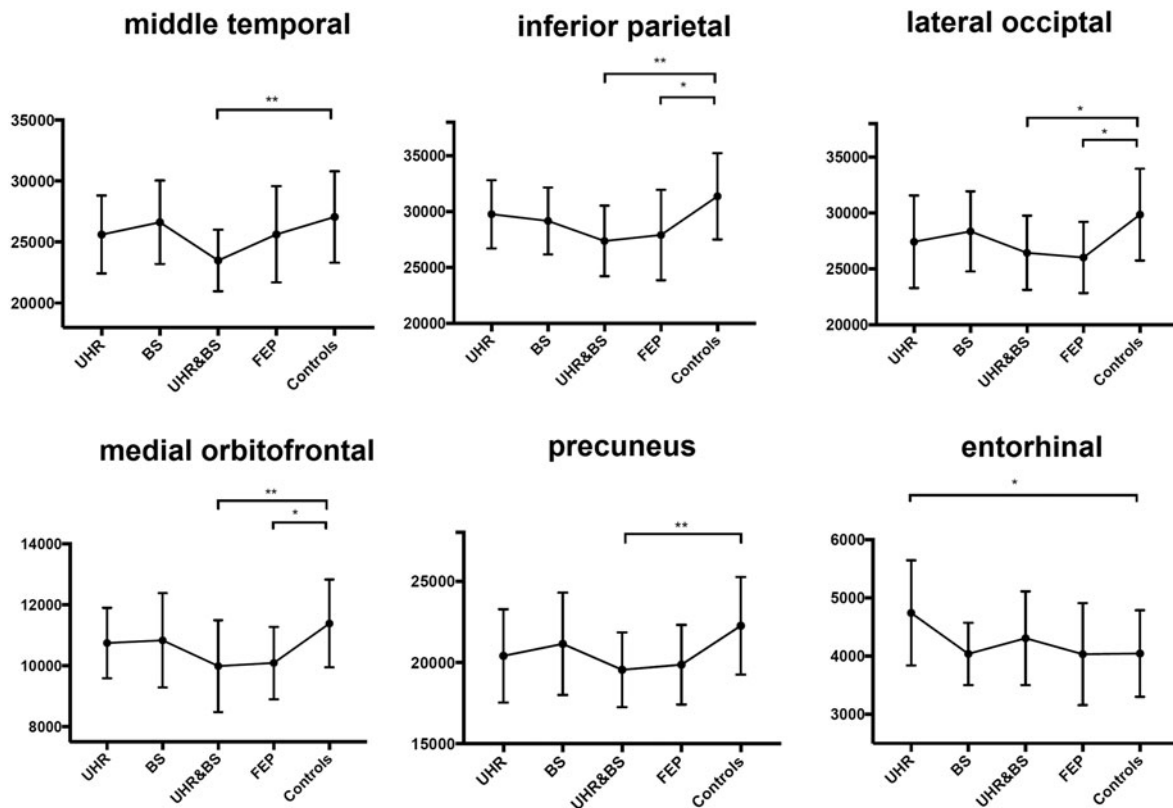 middle temporal
**
35000
30000
25000
20000
UHR
BS
UHR&BS
FEP
Controls
inferior parietal
**
*
35000
30000
25000
20000
UHR
BS
UHR&BS
FEP
Controls
lateral occiptal
*
*
35000
30000
25000
20000
UHR
BS
UHR&BS
FEP
Controls
medial orbitofrontal
**
*
14000
12000
10000
8000
UHR
BS
UHR&BS
FEP
Controls
precuneus
**
25000
20000
15000
UHR
BS
UHR&BS
FEP
Controls
entorhinal
*
6000
5000
4000
3000
UHR
BS
UHR&BS
FEP
Controls